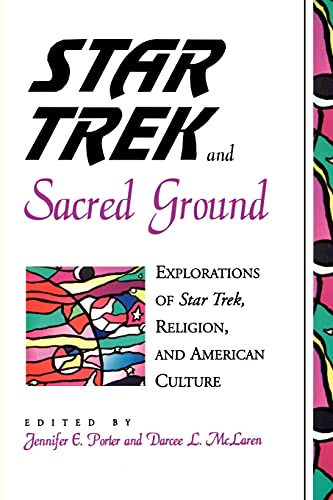 STAR
TREK and
Sacred Ground
EXPLORATIONS
OF Star Trek,
RELIGION,
AND AMERICAN
CULTURE
EDITED BY
Jennifer E. Porter and Darcee L. McLaren